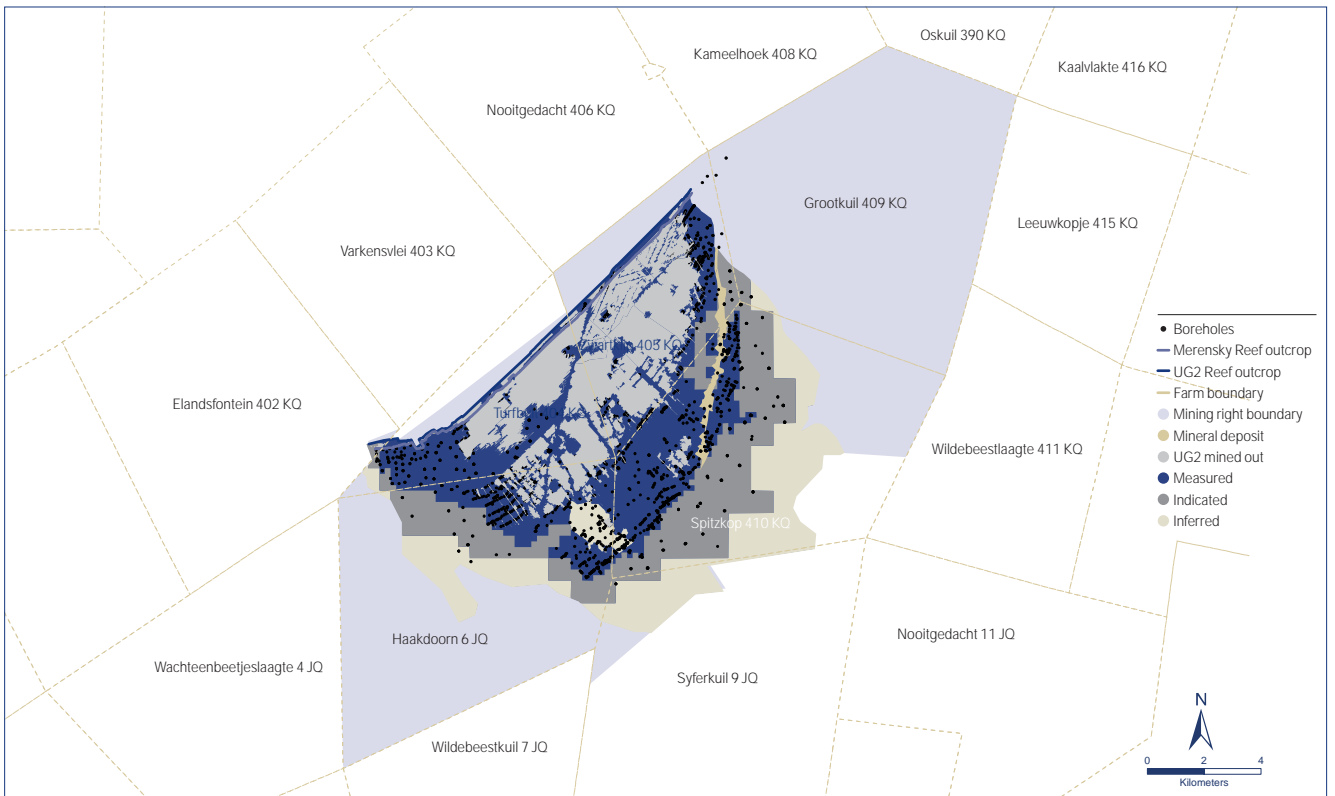 Oskuil 390 KQ
Kameelhoek 408 KQ
Kaalvlakte 416 KQ
Nooitgedacht 406 KQ
Grootkuil 409 KQ
Leeuwkopje 415 KQ
Varkensvlei 403 KQ
Boreholes
Merensky Reef outcrop
UG2 Reef outcrop
Farm boundary
Mining right boundary
Mineral deposit
UG2 mined out
Measured
Indicated
Inferred
405 KQ
Elandsfontein 402 KQ
Wildebeestlaagte 411 KQ
Spitzkop 410 KQ
Haakdoorn 6 JQ
Nooitgedacht 11 JQ
Wachteenbeetjeslaagte 4 JQ
Syferkuil 9 JQ
Wildebeestkuil 7 JQ
N
0 2 4
Kilometers